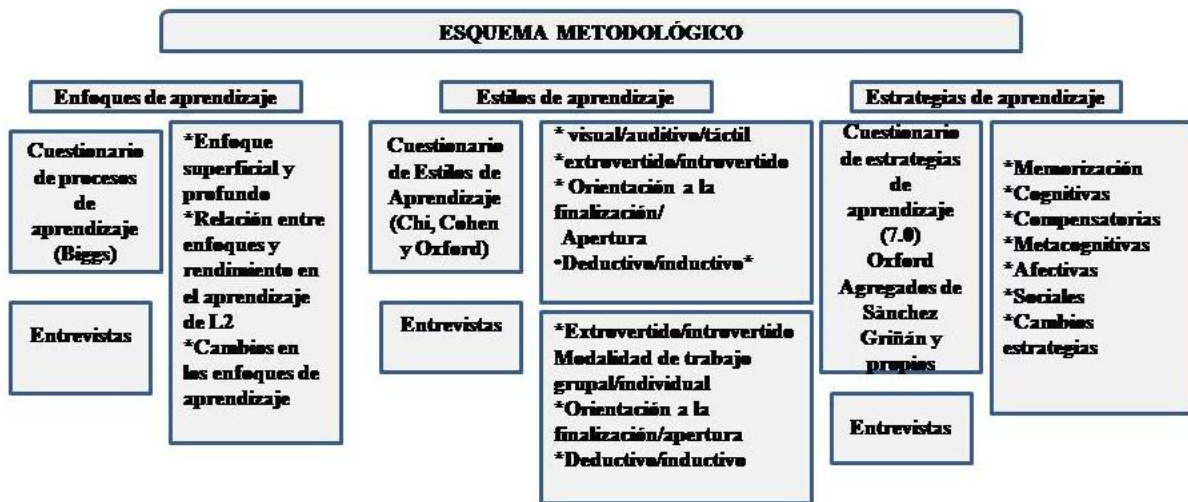 ESQUEMA METODOLÓGICO
Enfoques de aprendizaje
Cuestionario
de procesos
de
aprendizaje
(Biggs)
Entrevistas
*Enfoque
superficial y
profundo
*Relación entre
enfoques y
rendimiento en
el aprendizaje
de L2
*Cambios en
los enfoques de
aprendizaje
Estilos de aprendizaje
Cuestionario
de Estilos de
Aprendizaje
(Chi, Cohen
y Oxford)
Entrevistas
* visual/auditivo/táctil
*extrovertido/introvertido
* Orientación a la
finalización/
Apertura
•Deductivo/inductivo*
*Extrovertido/introvertido
Modalidad de trabajo
grupal/individual
*Orientación a la
finalización/apertura
*Deductivo/inductivo
Estrategias de aprendizaje
Cuestionario
de estrategias
de
aprendizaje
(7.0)
Oxford
Agregados de
Sànchez
Griñán y
propios
Entrevistas
*Memorización
*Cognitivas
*Compensatorias
*Metacognitivas
*Afectivas
*Sociales
*Cambios
estrategias